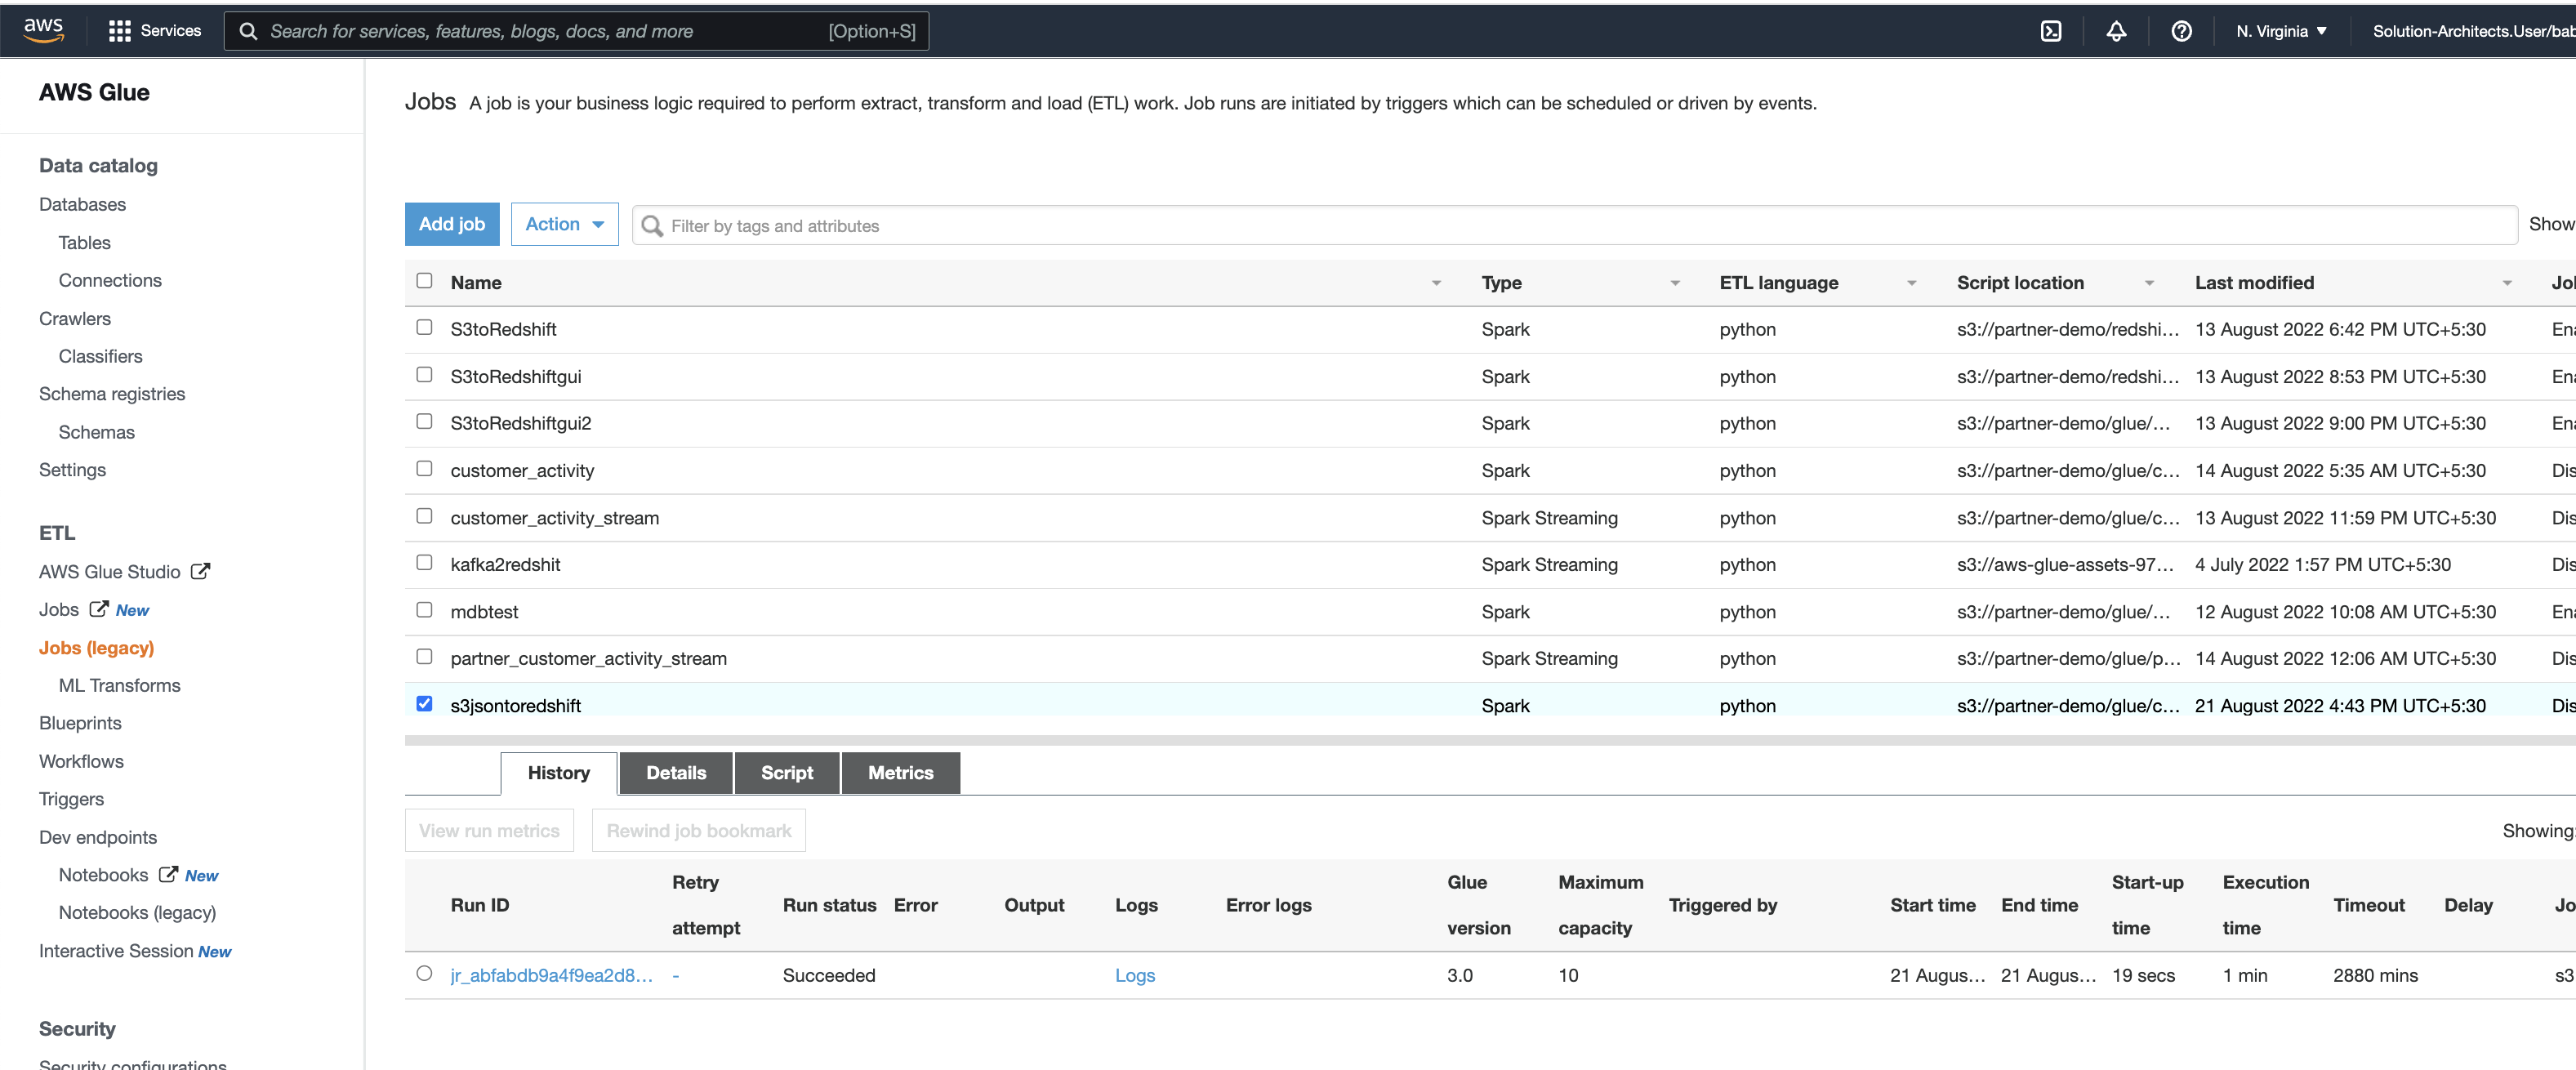 aws
Services
Search for services, features, blogs, docs, and more
[Option+S]
N. Virginia ▼
Solution-Architects.User/bab
AWS Glue
Data catalog
Databases
Tables
Connections
Crawlers
Classifiers
Schema registries
Schemas
Settings
ETL
AWS Glue Studio
Jobs New
Jobs (legacy)
ML Transforms
Blueprints
Workflows
Triggers
Dev endpoints
Notebooks New
Notebooks (legacy)
Interactive Session New
Security
Security configurations
Jobs A job is your business logic required to perform extract, transform and load (ETL) work. Job runs are initiated by triggers which can be scheduled or driven by events.
Add job
Action
Filter by tags and attributes
Show
Name Type ETL language Script location Last modified Jo
S3toRedshift Spark python s3://partner-demo/redshi... 13 August 2022 6:42 PM UTC+5:30 Ena
S3toRedshiftgui Spark python s3://partner-demo/redshi... 13 August 2022 8:53 PM UTC+5:30 Ena
S3toRedshiftgui2 Spark python s3://partner-demo/glue/... 13 August 2022 9:00 PM UTC+5:30 Ena
customer_activity Spark python s3://partner-demo/glue/c... 14 August 2022 5:35 AM UTC+5:30 Dis
customer_activity_stream Spark Streaming python s3://partner-demo/glue/c... 13 August 2022 11:59 PM UTC+5:30 Dis
kafka2redshit Spark Streaming python s3://aws-glue-assets-97... 4 July 2022 1:57 PM UTC+5:30 Dis
mdbtest Spark python s3://partner-demo/glue/... 12 August 2022 10:08 AM UTC+5:30 Ena
partner_customer_activity_stream Spark Streaming python s3://partner-demo/glue/p... 14 August 2022 12:06 AM UTC+5:30 Dis
s3jsontoredshift Spark python s3://partner-demo/glue/c... 21 August 2022 4:43 PM UTC+5:30 Dis
History Details Script Metrics
View run metrics Rewind job bookmark
Showing:
Run ID Retry attempt Run status Error Output Logs Error logs Glue version Maximum capacity Triggered by Start time End time Start-up time Execution time Timeout Delay Jo
jr_abfabdb9a4f9ea2d8... - Succeeded Logs 3.0 10 21 Augus... 21 Augus... 19 secs 1 min 2880 mins s3